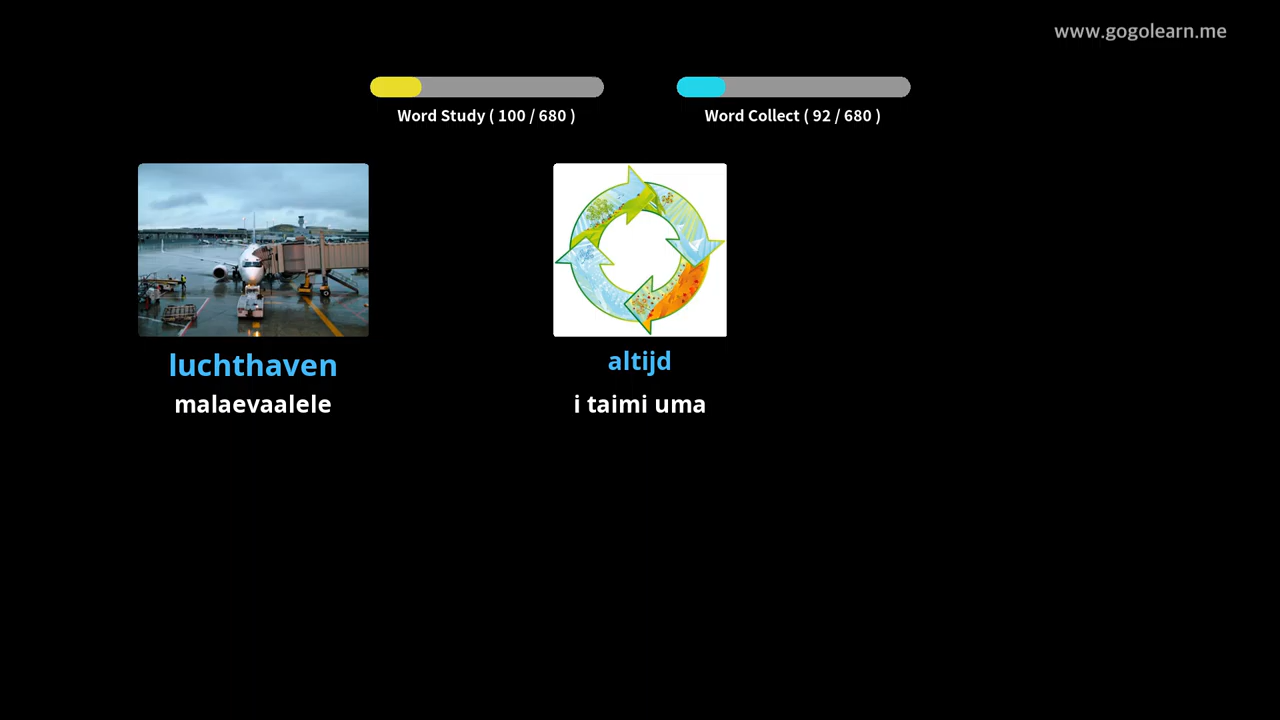 www.gogolearn.me
Word Study ( 100 / 680 )
Word Collect ( 92 / 680 )
luchthaven
altijd
malaevaalele
i taimi uma